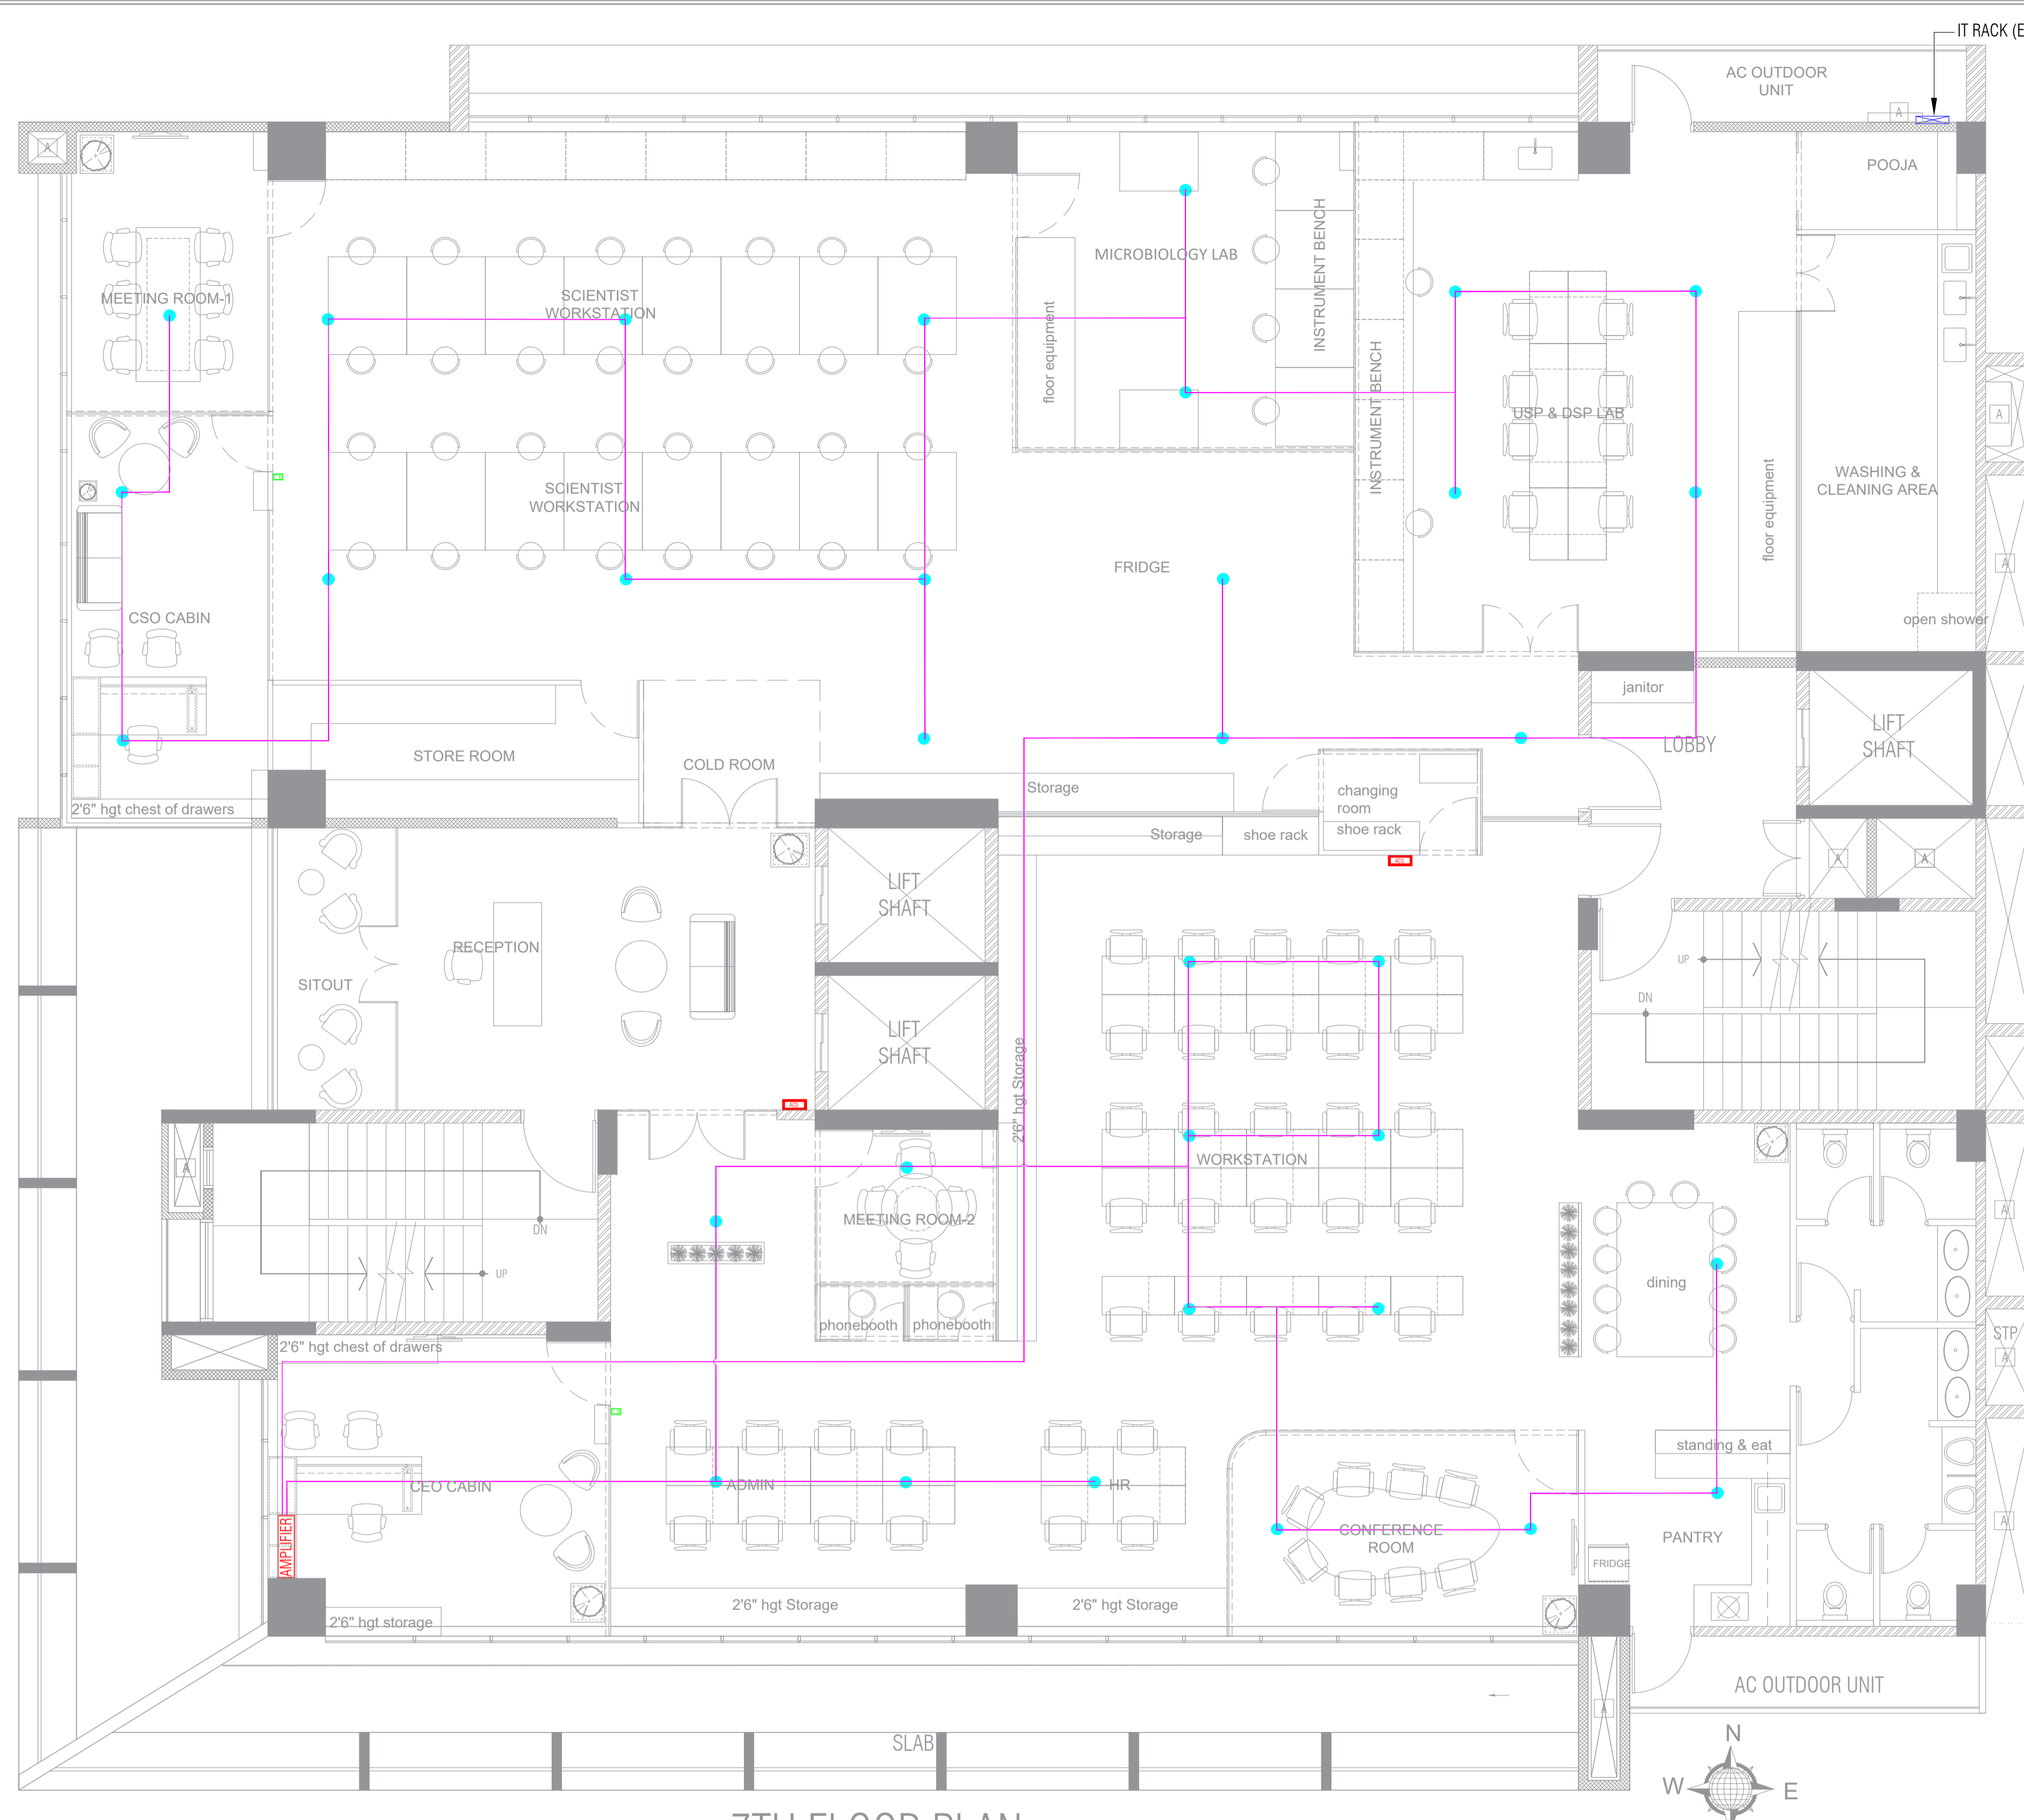 IT RACK (E
AC OUTDOOR
UNIT
A
A
POOJA
MICROBIOLOGY LAB
INSTRUMENT BENCH
MEETING ROOM-1
SCIENTIST
WORKSTATION
floor equipment
INSTRUMENT BENCH
USP & DSP LAB
A
SCIENTIST
WORKSTATION
WASHING &
CLEANING AREA
floor equipment
FRIDGE
A
CSO CABIN
open shower
janitor
STORE ROOM
COLD ROOM
LOBBY
LIFT
SHAFT
2'6" hgt chest of drawers
Storage
changing
room
Storage
shoe rack
shoe rack
A
A
LIFT
SHAFT
RECEPTION
SITOUT
UP
DN
LIFT
SHAFT
2'6" hgt Storage
WORKSTATION
A
MEETING ROOM-2
DN
UP
A
dining
phonebooth
phonebooth
STP
A
2'6" hgt chest of drawers
standing & eat
CEO CABIN
ADMIN
HR
AMPLIFIER
CONFERENCE
ROOM
PANTRY
A
FRIDGE
2'6" hgt storage
2'6" hgt Storage
2'6" hgt Storage
AC OUTDOOR UNIT
A
SLAB
N
W
E
7TH FLOOR PLAN